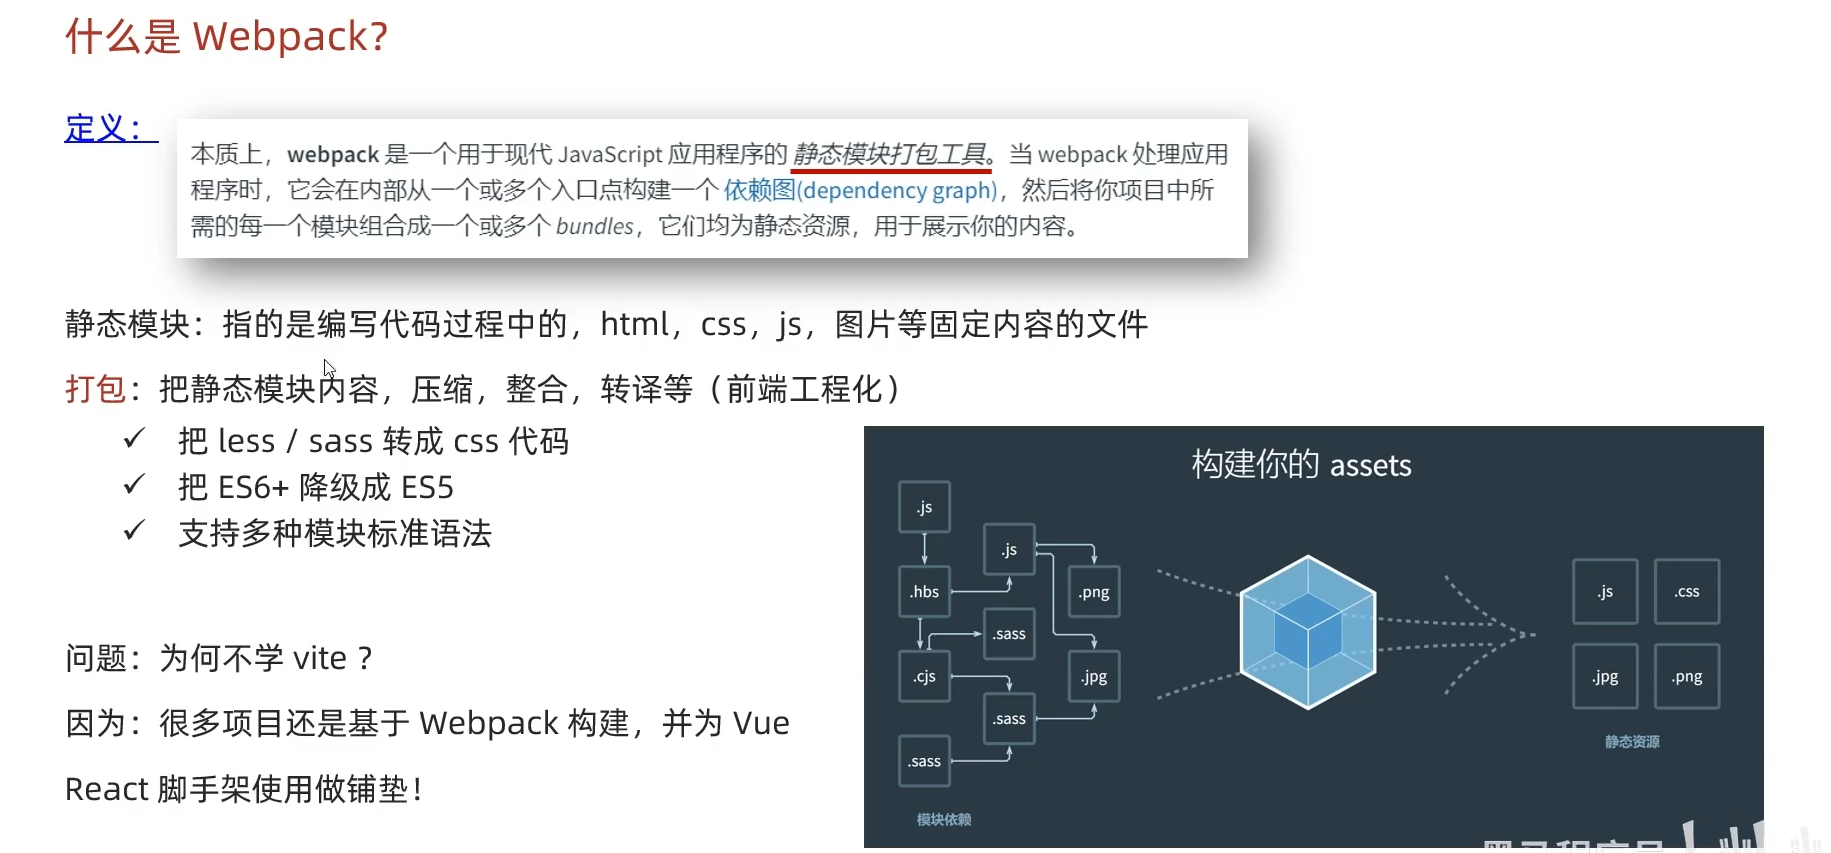 什么是 Webpack？
定义：
本质上，webpack 是一个用于现代 JavaScript 应用程序的 静态模块打包工具。当 webpack 处理应用
程序时，它会在内部从一个或多个入口点构建一个 依赖图(dependency graph)，然后将你项目中所
需的每一个模块组合成一个或多个 bundles，它们均为静态资源，用于展示你的内容。
静态模块：指的是编写代码过程中的，html，css，js，图片等固定内容的文件
打包：把静态模块内容，压缩，整合，转译等（前端工程化）
✓ 把 less / sass 转成 css 代码
✓ 把 ES6+ 降级成 ES5
✓ 支持多种模块标准语法
问题：为何不学 vite ？
因为：很多项目还是基于 Webpack 构建，并为 Vue
React 脚手架使用做铺垫！
构建你的 assets
.js
.js
.hbs
.png
.sass
.cjs
.jpg
.sass
.sass
模块依赖
.js
.css
.jpg
.png
静态资源